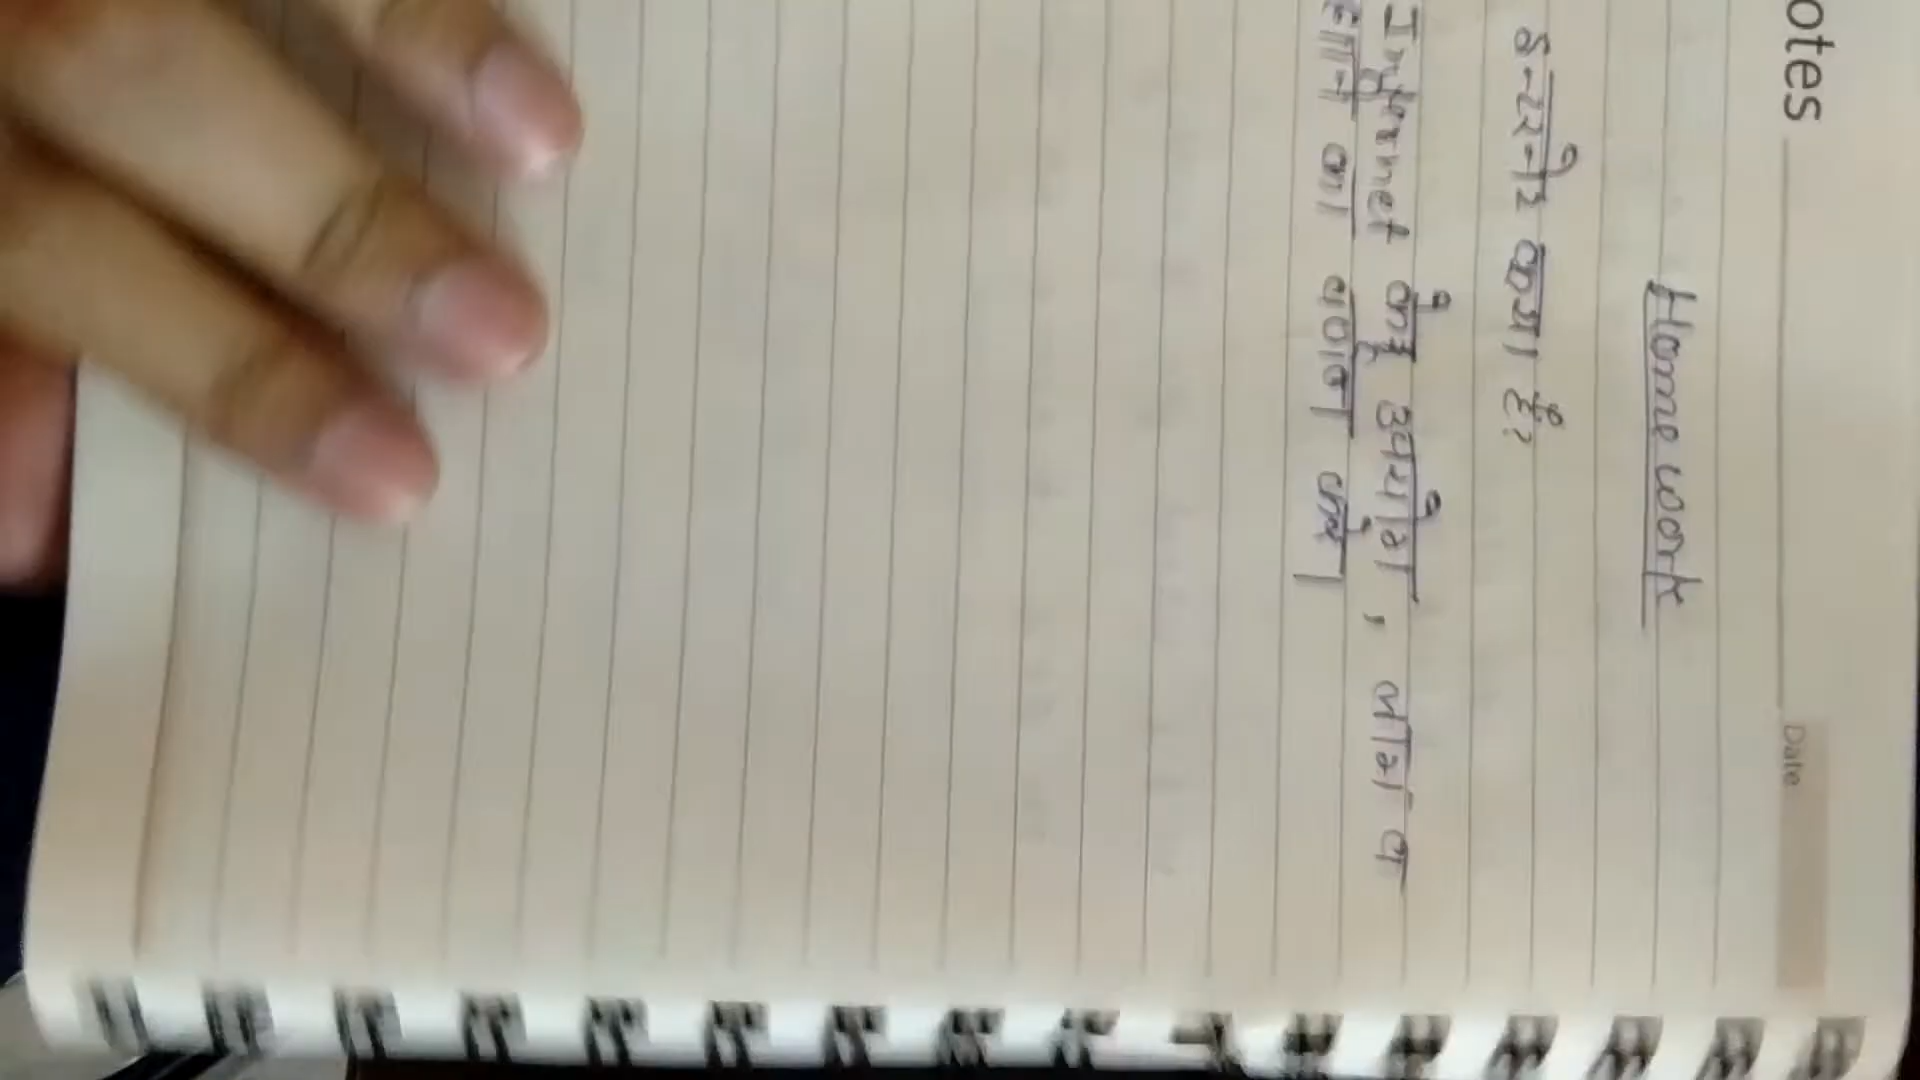 otes
Date
Home work
इन्टरनेट क्या है?
Internet के उपयोग, लाभ व
हानि का वर्णन करें।